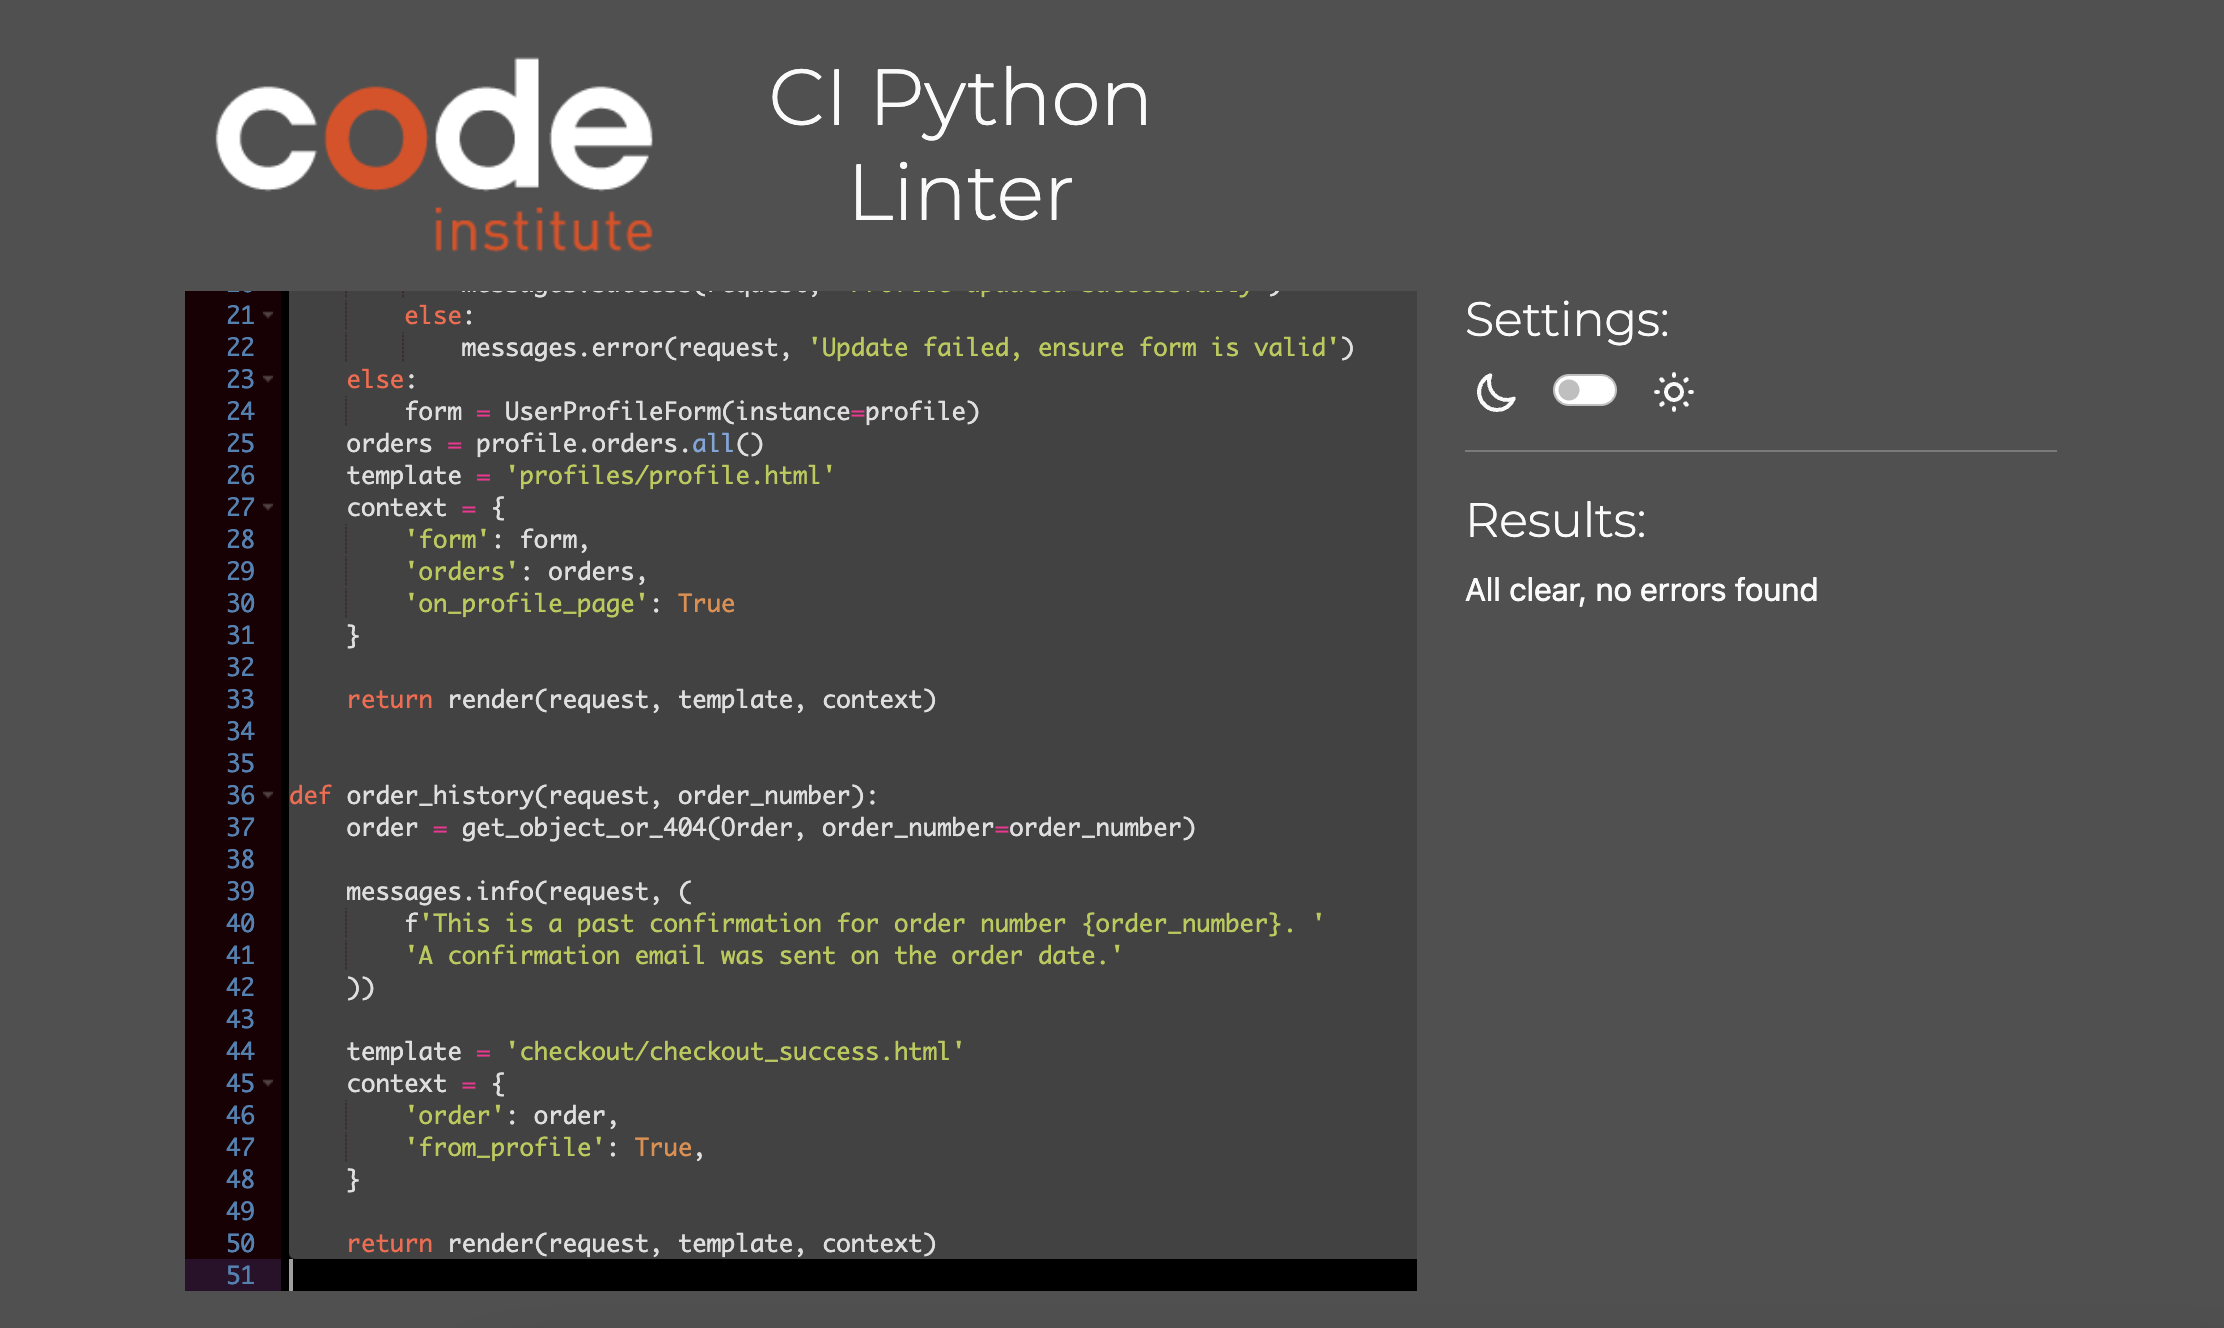 code
institute
CI Python
Linter
21 else:
22 messages.error(request, 'Update failed, ensure form is valid')
23 else:
24 form = UserProfileForm(instance=profile)
25 orders = profile.orders.all()
26 template = 'profiles/profile.html'
27 context = {
28 'form': form,
29 'orders': orders,
30 'on_profile_page': True
31 }
32
33 return render(request, template, context)
34
35
36 def order_history(request, order_number):
37 order = get_object_or_404(Order, order_number=order_number)
38
39 messages.info(request, (
40 f'This is a past confirmation for order number {order_number}. '
41 'A confirmation email was sent on the order date.'
42 ))
43
44 template = 'checkout/checkout_success.html'
45 context = {
46 'order': order,
47 'from_profile': True,
48 }
49
50 return render(request, template, context)
51
Settings:
Results:
All clear, no errors found